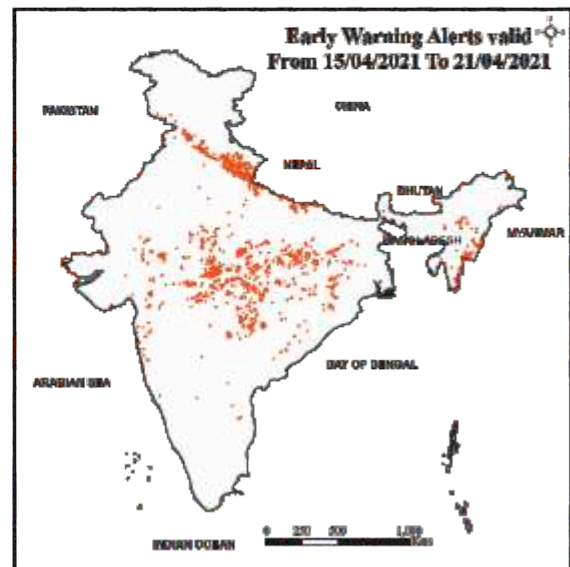 Early Warning Alerts valid
From 15/04/2021 To 21/04/2021
PAKISTAN
CHINA
NEPAL
BHUTAN
BANGLADESH
MYANMAR
BAY OF BENGAL
ARABIAN SEA
0 250 500 1,000
Kms
INDIAN OCEAN